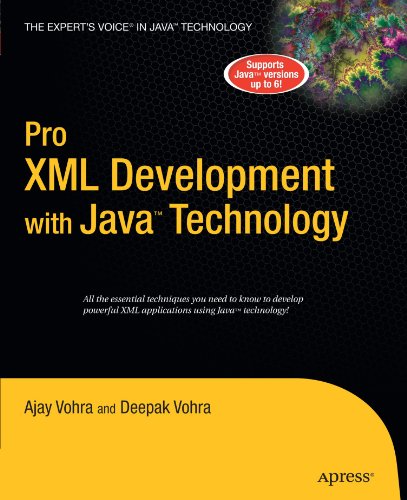 THE EXPERT'S VOICE® IN JAVA™ TECHNOLOGY
Supports
Java™ versions
up to 6!
Pro
XML Development
with Java™ Technology
All the essential techniques you need to know to develop
powerful XML applications using Java™ technology!
Ajay Vohra and Deepak Vohra
Apress®